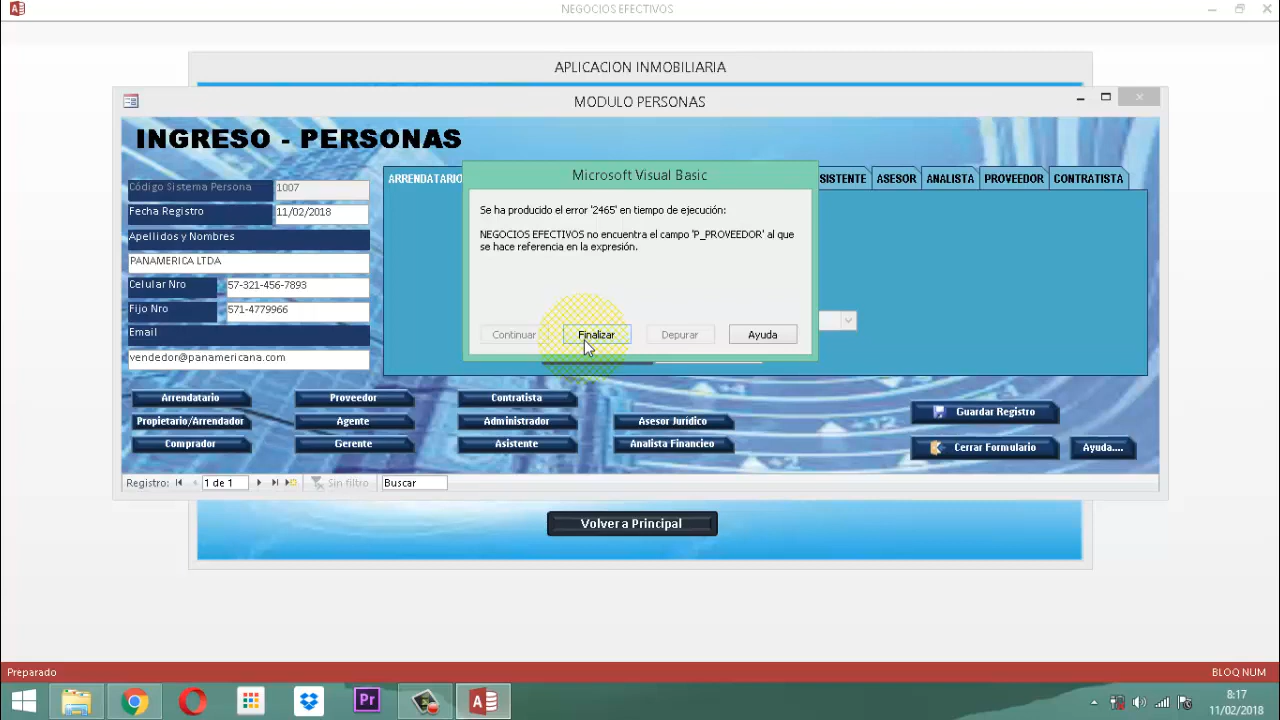 NEGOCIOS EFECTIVOS
APLICACION INMOBILIARIA
MODULO PERSONAS
INGRESO - PERSONAS
Código Sistema Persona 1007
Fecha Registro 11/02/2018
Apellidos y Nombres
PANAMERICA LTDA
Celular Nro 57-321-456-7893
Fijo Nro 571-4779966
Email
vendedor@panamericana.com
ARRENDATARIO
SISTENTE ASESOR ANALISTA PROVEEDOR CONTRATISTA
Microsoft Visual Basic
Se ha producido el error '2465' en tiempo de ejecución:
NEGOCIOS EFECTIVOS no encuentra el campo 'P_PROVEEDOR' al que
se hace referencia en la expresión.
Continuar Finalizar Depurar Ayuda
Arrendatario Proveedor Contratista
Propietario/Arrendador Agente Administrador Asesor Jurídico
Comprador Gerente Asistente Analista Financieo
Guardar Registro
Cerrar Formulario Ayuda....
Registro: 1 de 1 Sin filtro Buscar
Volver a Principal
Preparado BLOQ NUM
Pr
8:17
11/02/2018